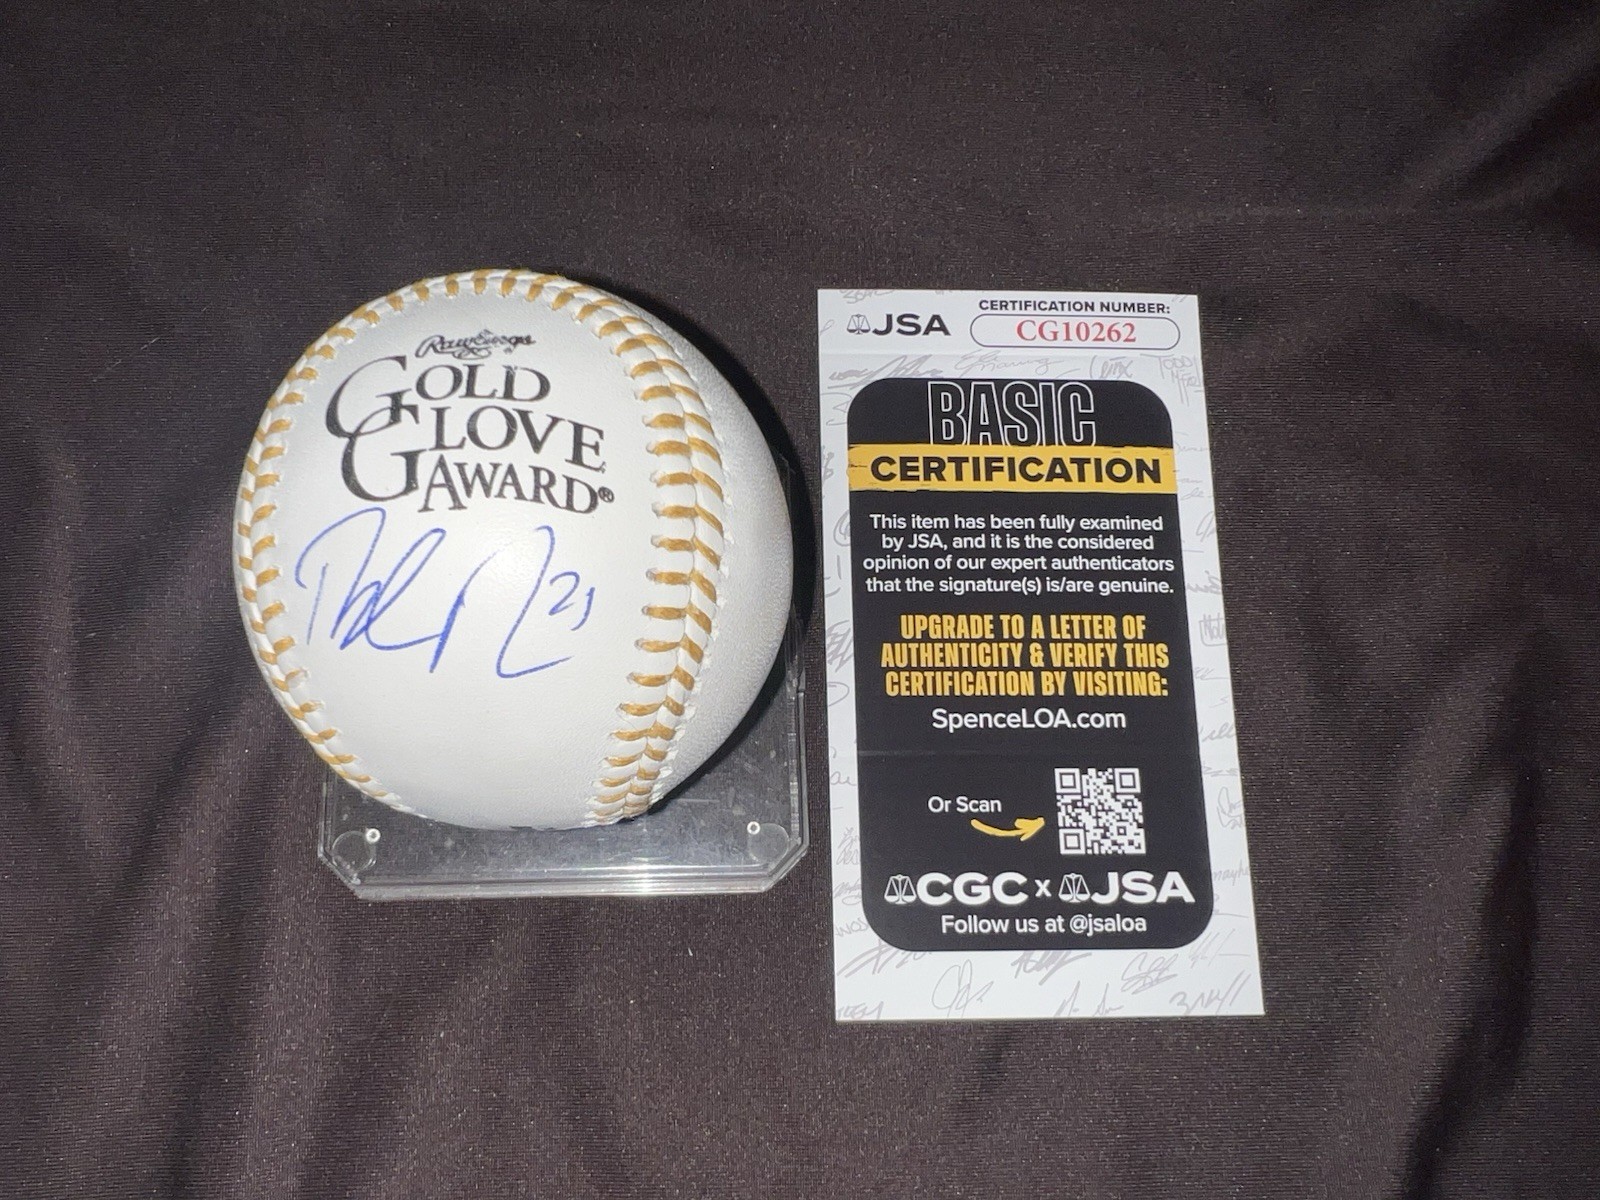 Rawlings
GOLD
GLOVE
AWARD®
21
JSA
CERTIFICATION NUMBER:
CG10262
BASIC
CERTIFICATION
This item has been fully examined
by JSA, and it is the considered
opinion of our expert authenticators
that the signature(s) is/are genuine.
UPGRADE TO A LETTER OF
AUTHENTICITY & VERIFY THIS
CERTIFICATION BY VISITING:
SpenceLOA.com
Or Scan
CGC x JSA
Follow us at @jsaloa